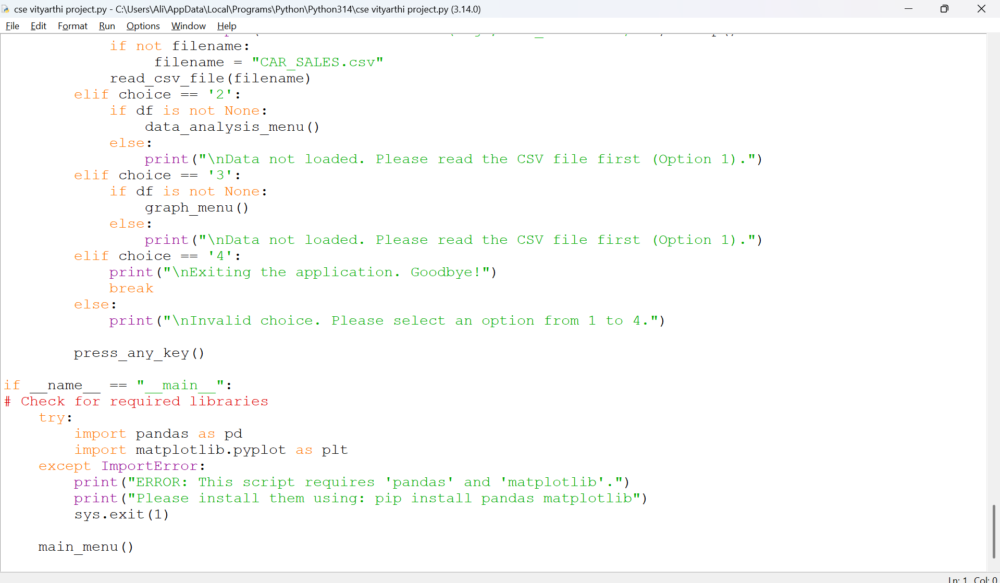 cse vityarthi project.py - C:\Users\Ali\AppData\Local\Programs\Python\Python314\cse vityarthi project.py (3.14.0)
File Edit Format Run Options Window Help
            if not filename:
                 filename = "CAR_SALES.csv"
            read_csv_file(filename)
        elif choice == '2':
            if df is not None:
                data_analysis_menu()
            else:
                print("\nData not loaded. Please read the CSV file first (Option 1).")
        elif choice == '3':
            if df is not None:
                graph_menu()
            else:
                print("\nData not loaded. Please read the CSV file first (Option 1).")
        elif choice == '4':
            print("\nExiting the application. Goodbye!")
            break
        else:
            print("\nInvalid choice. Please select an option from 1 to 4.")
        press_any_key()
if __name__ == "__main__":
# Check for required libraries
    try:
        import pandas as pd
        import matplotlib.pyplot as plt
    except ImportError:
        print("ERROR: This script requires 'pandas' and 'matplotlib'.")
        print("Please install them using: pip install pandas matplotlib")
        sys.exit(1)
    main_menu()
Ln: 1 Col: 0